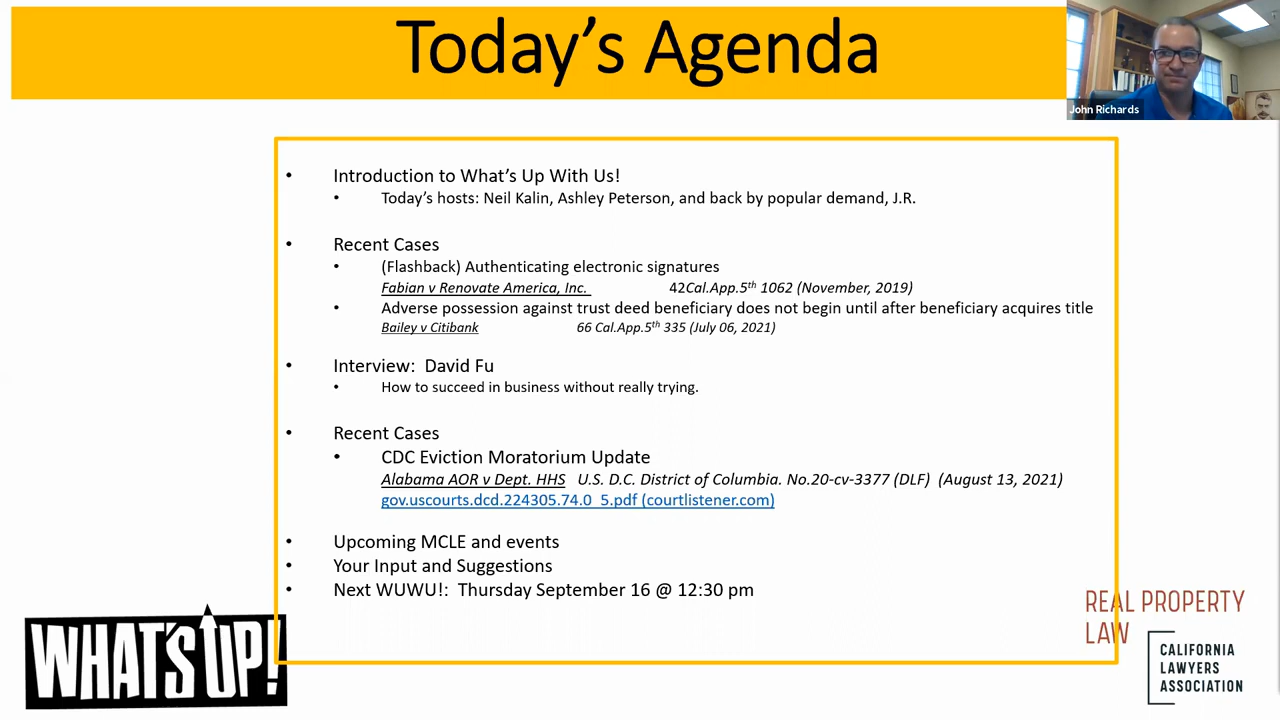 Today's Agenda
John Richards
• Introduction to What's Up With Us!
• Today's hosts: Neil Kalin, Ashley Peterson, and back by popular demand, J.R.
• Recent Cases
• (Flashback) Authenticating electronic signatures
Fabian v Renovate America, Inc. 42Cal.App.5th 1062 (November, 2019)
• Adverse possession against trust deed beneficiary does not begin until after beneficiary acquires title
Bailey v Citibank 66 Cal.App.5th 335 (July 06, 2021)
• Interview: David Fu
• How to succeed in business without really trying.
• Recent Cases
• CDC Eviction Moratorium Update
Alabama AOR v Dept. HHS U.S. D.C. District of Columbia. No.20-cv-3377 (DLF) (August 13, 2021)
gov.uscourts.dcd.224305.74.0_5.pdf (courtlistener.com)
• Upcoming MCLE and events
• Your Input and Suggestions
• Next WUWU!: Thursday September 16 @ 12:30 pm
WHAT'S UP!
REAL PROPERTY
LAW
CALIFORNIA
LAWYERS
ASSOCIATION